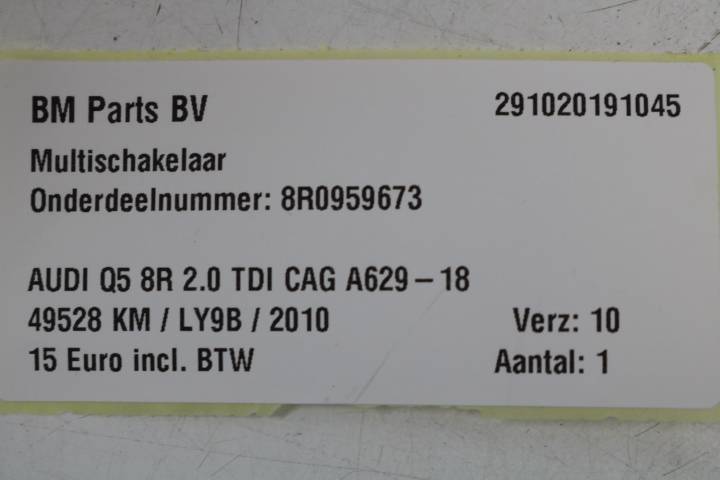 BM Parts BV 291020191045
Multischakelaar
Onderdeelnummer: 8R0959673
AUDI Q5 8R 2.0 TDI CAG A629 – 18
49528 KM / LY9B / 2010 Verz: 10
15 Euro incl. BTW Aantal: 1